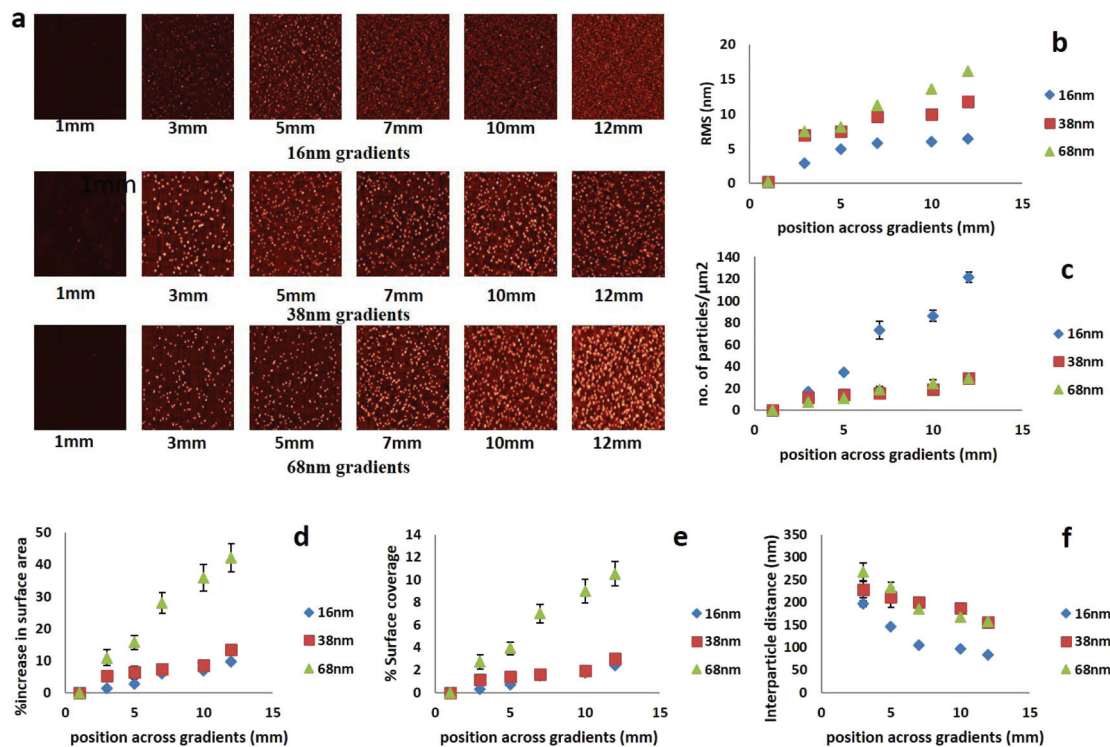 a
1mm 3mm 5mm 7mm 10mm 12mm
16nm gradients
1mm
1mm 3mm 5mm 7mm 10mm 12mm
38nm gradients
1mm 3mm 5mm 7mm 10mm 12mm
68nm gradients
b
RMS (nm)
20
15
10
5
0
0 5 10 15
position across gradients (mm)
16nm
38nm
68nm
c
no. of particles/µm2
140
120
100
80
60
40
20
0
0 5 10 15
position across gradients (mm)
16nm
38nm
68nm
d
%increase in surface area
50
40
30
20
10
0
0 5 10 15
position across gradients (mm)
16nm
38nm
68nm
e
% Surface coverage
14
12
10
8
6
4
2
0
0 5 10 15
position across gradients (mm)
16nm
38nm
68nm
f
Interparticle distance (nm)
350
300
250
200
150
100
50
0
0 5 10 15
position across gradients (mm)
16nm
38nm
68nm